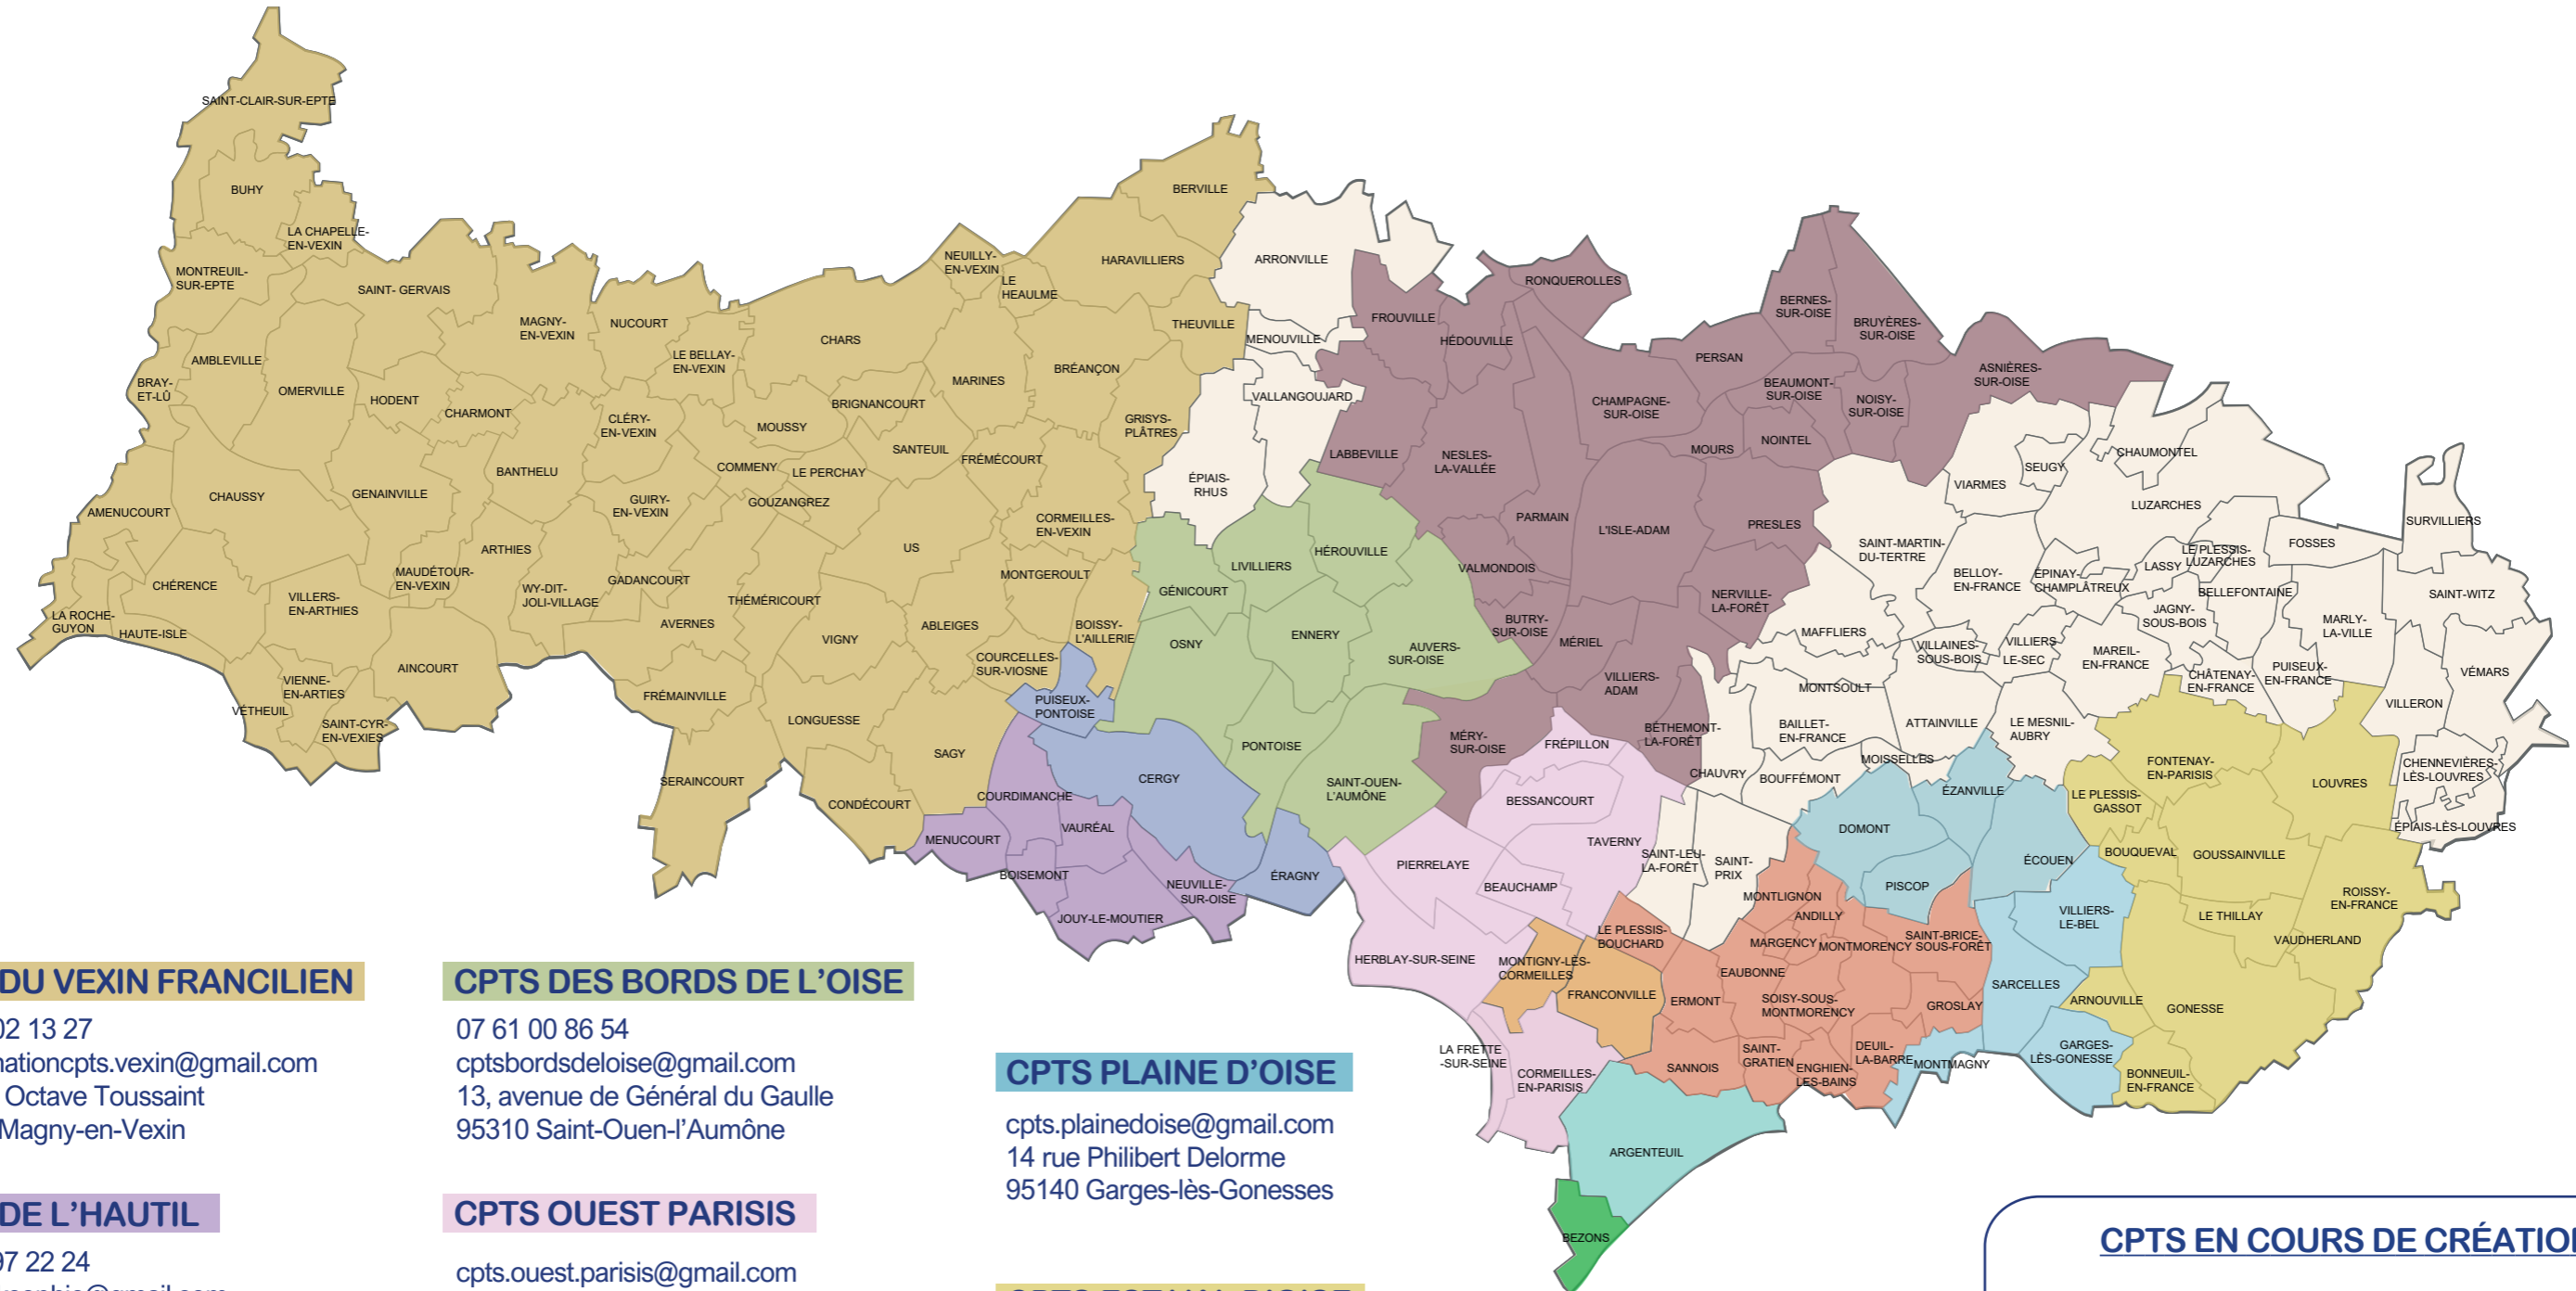 SAINT-CLAIR-SUR-EPTE
BUHY
LA CHAPELLE-
EN-VEXIN
MONTREUIL-
SUR-EPTE
SAINT- GERVAIS
AMBLEVILLE
BRAY-
ET-LÛ
OMERVILLE
HODENT
CHARMONT
MAGNY-
EN-VEXIN
NUCOURT
LE BELLAY-
EN-VEXIN
CHARS
NEUILLY-
EN-VEXIN
LE
HEAULME
HARAVILLIERS
BERVILLE
THEUVILLE
BRÉANÇON
MARINES
BRIGNANCOURT
MOUSSY
CLÉRY-
EN-VEXIN
GRISYS-
PLÂTRES
SANTEUIL
FRÉMÉCOURT
COMMENY
LE PERCHAY
GOUZANGREZ
BANTHELU
GUIRY-
EN-VEXIN
GENAINVILLE
CHAUSSY
AMENUCOURT
CORMEILLES-
EN-VEXIN
US
ARTHIES
MAUDÉTOUR-
EN-VEXIN
WY-DIT-
JOLI-VILLAGE
GADANCOURT
THÉMÉRICOURT
MONTGEROULT
CHÉRENCE
VILLERS-
EN-ARTHIES
LA ROCHE-
GUYON
HAUTE-ISLE
AVERNES
VIGNY
ABLEIGES
BOISSY-
L'AILLERIE
COURCELLES-
SUR-VIOSNE
AINCOURT
VIENNE-
EN-ARTIES
VÉTHEUIL
SAINT-CYR-
EN-VEXIES
FRÉMAINVILLE
LONGUESSE
SAGY
SERAINCOURT
CONDÉCOURT
ARRONVILLE
MENOUVILLE
VALLANGOUJARD
ÉPIAIS-
RHUS
FROUVILLE
HÉDOUVILLE
RONQUEROLLES
LABBEVILLE
NESLES-
LA-VALLÉE
CHAMPAGNE-
SUR-OISE
PERSAN
BERNES-
SUR-OISE
BRUYÈRES-
SUR-OISE
BEAUMONT-
SUR-OISE
NOISY-
SUR-OISE
ASNIÈRES-
SUR-OISE
MOURS
NOINTEL
PARMAIN
L'ISLE-ADAM
PRESLES
VALMONDOIS
BUTRY-
SUR-OISE
MÉRIEL
NERVILLE-
LA-FORÊT
VILLIERS-
ADAM
BÉTHEMONT-
LA-FORÊT
MÉRY-
SUR-OISE
GÉNICOURT
LIVILLIERS
HÉROUVILLE
OSNY
ENNERY
AUVERS-
SUR-OISE
PONTOISE
SAINT-OUEN-
L'AUMÔNE
PUISEUX-
PONTOISE
CERGY
ÉRAGNY
COURDIMANCHE
MENUCOURT
VAURÉAL
BOISEMONT
JOUY-LE-MOUTIER
NEUVILLE-
SUR-OISE
FRÉPILLON
BESSANCOURT
TAVERNY
PIERRELAYE
BEAUCHAMP
HERBLAY-SUR-SEINE
MONTIGNY-LÈS-
CORMEILLES
FRANCONVILLE
LA FRETTE
-SUR-SEINE
CORMEILLES-
EN-PARISIS
ARGENTEUIL
BEZONS
VIARMES
SEUGY
CHAUMONTEL
LUZARCHES
SAINT-MARTIN-
DU-TERTRE
BELLOY-
EN-FRANCE
ÉPINAY-
CHAMPLÂTREUX
LASSY
LE PLESSIS-
LUZARCHES
BELLEFONTAINE
JAGNY-
SOUS-BOIS
FOSSES
SURVILLIERS
SAINT-WITZ
MARLY-
LA-VILLE
MAFFLIERS
VILLAINES-
SOUS-BOIS
VILLIERS-
LE-SEC
MAREIL-
EN-FRANCE
CHÂTENAY-
EN-FRANCE
PUISEUX-
EN-FRANCE
VÉMARS
VILLERON
MONTSOULT
BAILLET-
EN-FRANCE
ATTAINVILLE
LE MESNIL-
AUBRY
MOISSELLES
CHAUVRY
BOUFFÉMONT
CHENNEVIÈRES-
LÈS-LOUVRES
ÉPIAIS-LÈS-LOUVRES
SAINT-LEU-
LA-FORÊT
SAINT-
PRIX
ÉZANVILLE
DOMONT
PISCOP
ÉCOUEN
FONTENAY-
EN-PARISIS
LOUVRES
LE PLESSIS-
GASSOT
BOUQUEVAL
GOUSSAINVILLE
ROISSY-
EN-FRANCE
LE THILLAY
VAUDHERLAND
ARNOUVILLE
GONESSE
BONNEUIL-
EN-FRANCE
VILLIERS-
LE-BEL
SARCELLES
GARGES-
LÈS-GONESSE
MONTMAGNY
MONTLIGNON
ANDILLY
LE PLESSIS-
BOUCHARD
MARGENCY
MONTMORENCY
SAINT-BRICE-
SOUS-FORÊT
EAUBONNE
ERMONT
SOISY-SOUS-
MONTMORENCY
GROSLAY
SANNOIS
SAINT-
GRATIEN
ENGHIEN-
LES-BAINS
DEUIL-
LA-BARRE
DU VEXIN FRANCILIEN
02 13 27
nationcpts.vexin@gmail.com
Octave Toussaint
Magny-en-Vexin
DE L'HAUTIL
97 22 24
CPTS DES BORDS DE L'OISE
07 61 00 86 54
cptsbordsdeloise@gmail.com
13, avenue de Général du Gaulle
95310 Saint-Ouen-l'Aumône
CPTS OUEST PARISIS
cpts.ouest.parisis@gmail.com
CPTS PLAINE D'OISE
cpts.plainedoise@gmail.com
14 rue Philibert Delorme
95140 Garges-lès-Gonesses
CPTS EN COURS DE CRÉATION